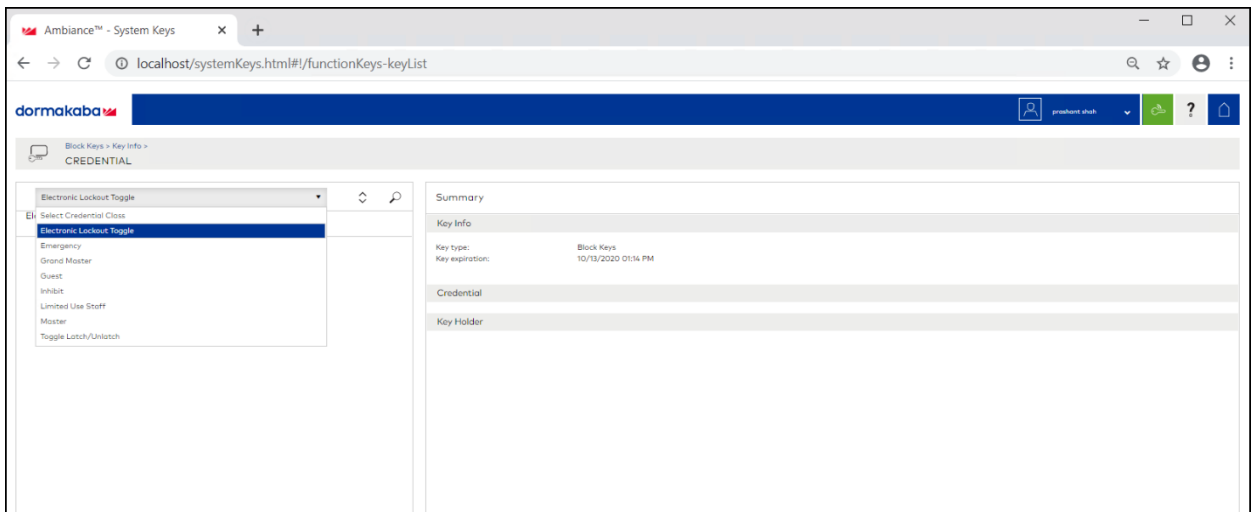 Ambiance™ - System Keys
localhost/systemKeys.html#!/functionKeys-keyList
dormakaba
prashant shah
?
Block Keys > Key Info >
CREDENTIAL
Electronic Lockout Toggle
Select Credential Class
Electronic Lockout Toggle
Emergency
Grand Master
Guest
Inhibit
Limited Use Staff
Master
Toggle Latch/Unlatch
Summary
Key Info
Key type: Block Keys
Key expiration: 10/13/2020 01:14 PM
Credential
Key Holder